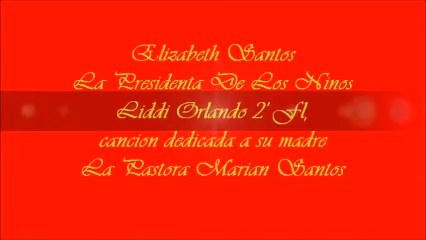 Elizabeth Santos
La Presidenta De Los Ninos
Liddi Orlando 2' Fl,
cancion dedicada a su madre
La Pastora Marian Santos